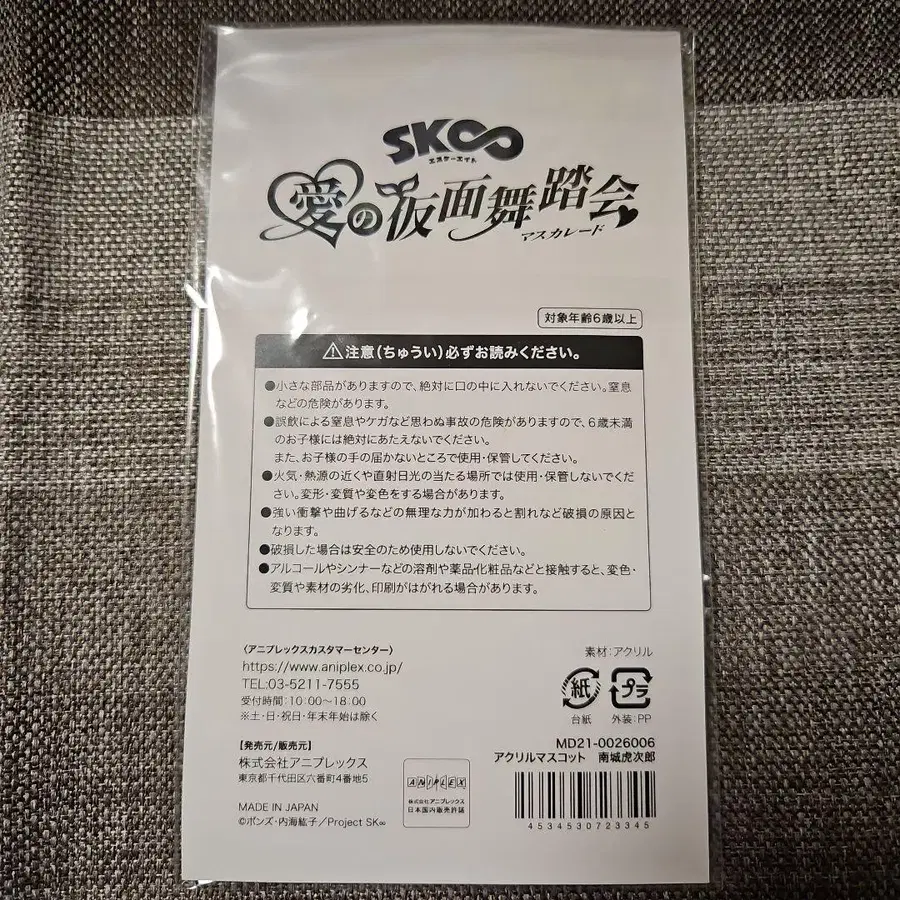 SK∞
エスケーエイト
愛の仮面舞踏会
マスカレード
対象年齢6歳以上
⚠注意(ちゅうい)必ずお読みください。
●小さな部品がありますので、絶対に口の中に入れないでください。窒息
などの危険があります。
●誤飲による窒息やケガなど思わぬ事故の危険がありますので、6歳未満
のお子様には絶対にあたえないでください。
また、お子様の手の届かないところで使用・保管してください。
●火気・熱源の近くや直射日光の当たる場所では使用・保管しないでくだ
さい。変形・変質や変色をする場合があります。
●強い衝撃や曲げるなどの無理な力が加わると割れなど破損の原因と
なります。
●破損した場合は安全のため使用しないでください。
●アルコールやシンナーなどの溶剤や薬品・化粧品などと接触すると、変色・
変質や素材の劣化、印刷がはがれる場合があります。
〈アニプレックスカスタマーセンター〉
https://www.aniplex.co.jp/
TEL:03-5211-7555
受付時間:10:00〜18:00
※土・日・祝日・年末年始は除く
【発売元/販売元】
株式会社アニプレックス
東京都千代田区六番町4番地5
MADE IN JAPAN
©ボンズ・内海紘子/Project SK∞
ANIPLEX
株式会社アニプレックス
日本国内販売許諾
素材:アクリル
紙
台紙
プラ
外装:PP
MD21-0026006
アクリルマスコット 南城虎次郎
4534530723345